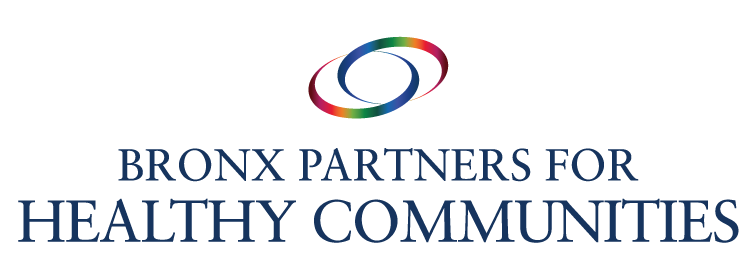 BRONX PARTNERS FOR
HEALTHY COMMUNITIES